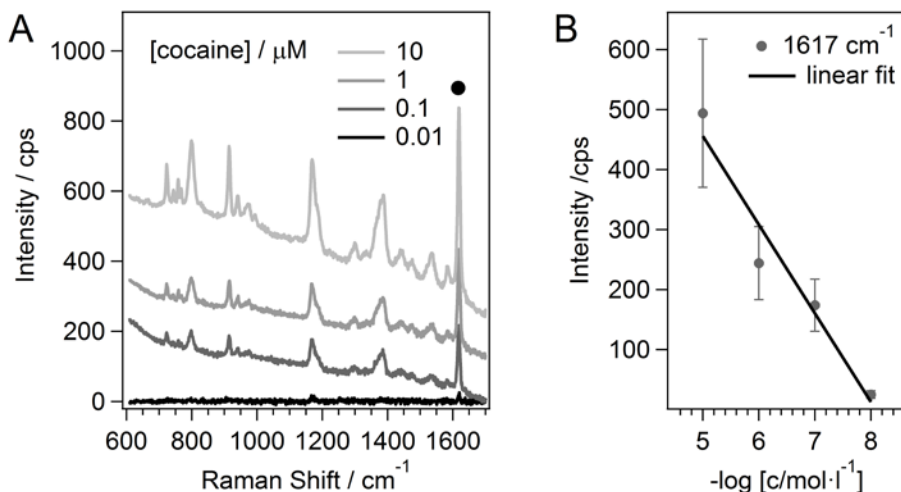 A
[cocaine] / μM
10
1
0.1
0.01
Intensity / cps
1000
800
600
400
200
0
600 800 1000 1200 1400 1600
Raman Shift / cm⁻¹
B
1617 cm⁻¹
linear fit
Intensity /cps
600
500
400
300
200
100
5 6 7 8
-log [c/mol·l⁻¹]